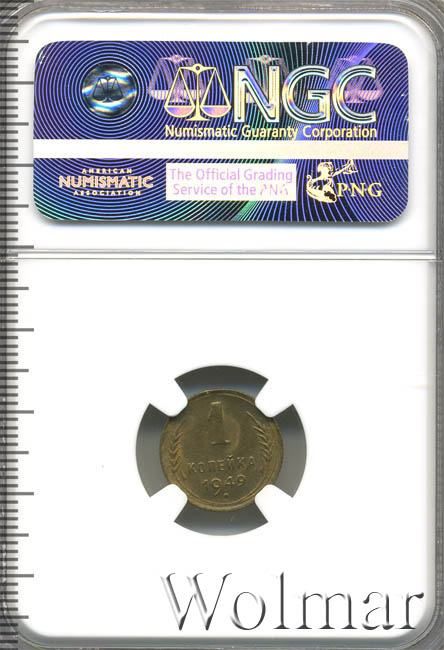 NGC
Numismatic Guaranty Corporation
AMERICAN
NUMISMATIC
ASSOCIATION
The Official Grading
Service of the ANA
PNG
1
КОПЕЙКА
1949
Wolmar